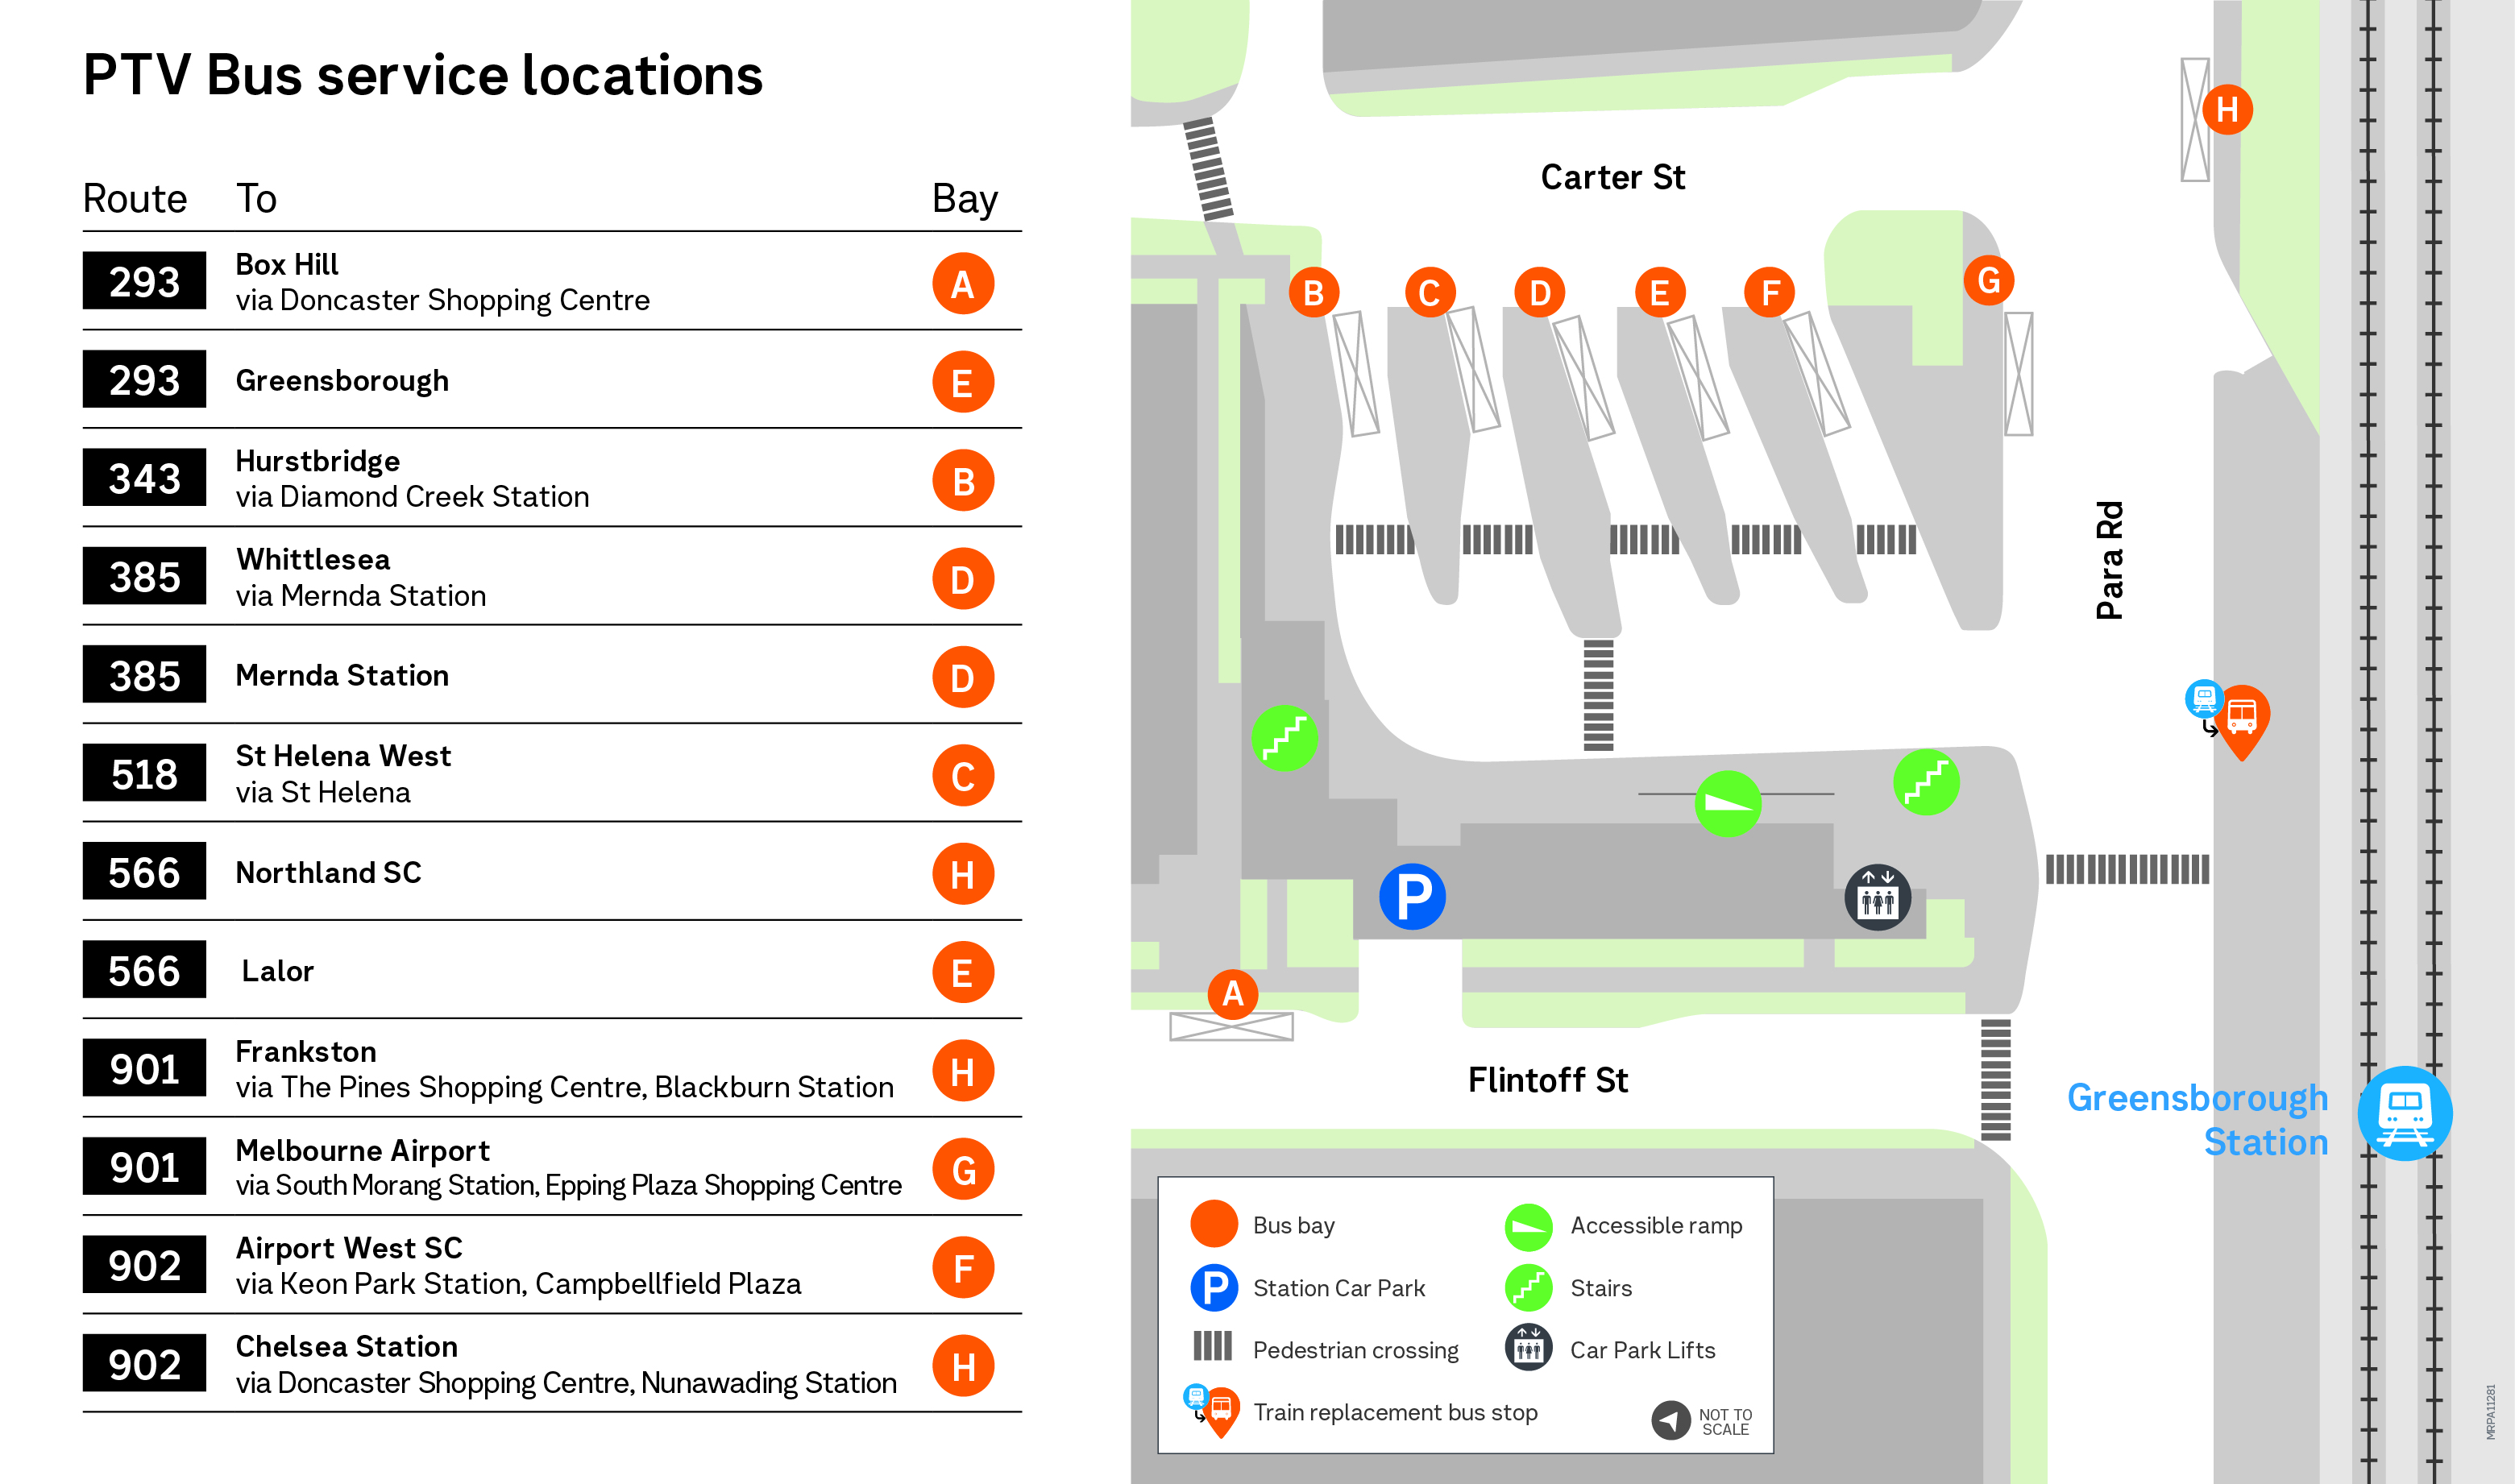 PTV Bus service locations
Route To Bay
293 Box Hill A
via Doncaster Shopping Centre
293 Greensborough E
343 Hurstbridge B
via Diamond Creek Station
385 Whittlesea D
via Mernda Station
385 Mernda Station D
518 St Helena West C
via St Helena
566 Northland SC H
566 Lalor E
901 Frankston H
via The Pines Shopping Centre, Blackburn Station
901 Melbourne Airport G
via South Morang Station, Epping Plaza Shopping Centre
902 Airport West SC F
via Keon Park Station, Campbellfield Plaza
902 Chelsea Station H
via Doncaster Shopping Centre, Nunawading Station
H
Carter St
B C D E F G
Para Rd
P
A
Flintoff St
Greensborough
Station
Bus bay
Accessible ramp
P Station Car Park
Stairs
Pedestrian crossing
Car Park Lifts
Train replacement bus stop
NOT TO
SCALE
MRPA11281